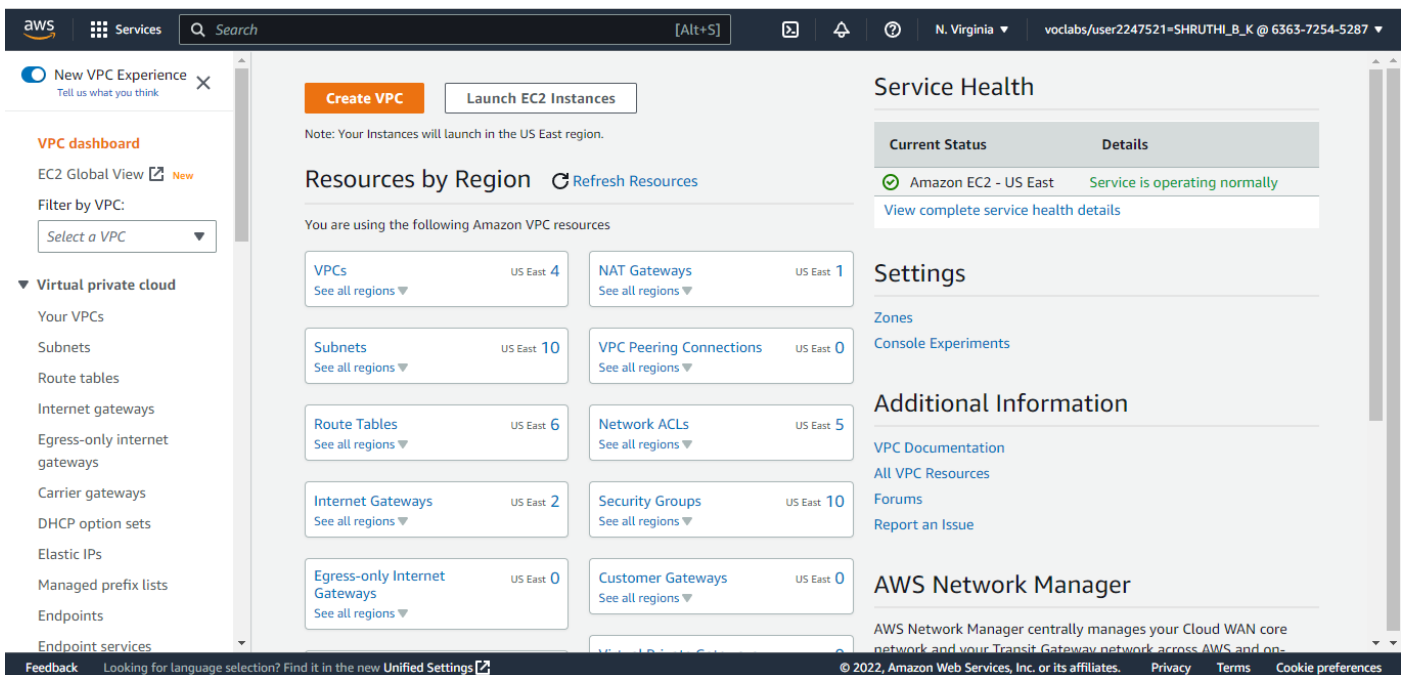 aws
Services
Search
[Alt+S]
N. Virginia
voclabs/user2247521=SHRUTHI_B_K @ 6363-7254-5287
New VPC Experience
Tell us what you think
VPC dashboard
EC2 Global View New
Filter by VPC:
Select a VPC
Virtual private cloud
Your VPCs
Subnets
Route tables
Internet gateways
Egress-only internet
gateways
Carrier gateways
DHCP option sets
Elastic IPs
Managed prefix lists
Endpoints
Endpoint services
Create VPC
Launch EC2 Instances
Note: Your Instances will launch in the US East region.
Resources by Region Refresh Resources
You are using the following Amazon VPC resources
VPCs US East 4
See all regions
NAT Gateways US East 1
See all regions
Subnets US East 10
See all regions
VPC Peering Connections US East 0
See all regions
Route Tables US East 6
See all regions
Network ACLs US East 5
See all regions
Internet Gateways US East 2
See all regions
Security Groups US East 10
See all regions
Egress-only Internet US East 0
Gateways
See all regions
Customer Gateways US East 0
See all regions
Service Health
Current Status Details
Amazon EC2 - US East Service is operating normally
View complete service health details
Settings
Zones
Console Experiments
Additional Information
VPC Documentation
All VPC Resources
Forums
Report an Issue
AWS Network Manager
AWS Network Manager centrally manages your Cloud WAN core
network and your Transit Gateway network across AWS and on-
Feedback Looking for language selection? Find it in the new Unified Settings
© 2022, Amazon Web Services, Inc. or its affiliates. Privacy Terms Cookie preferences